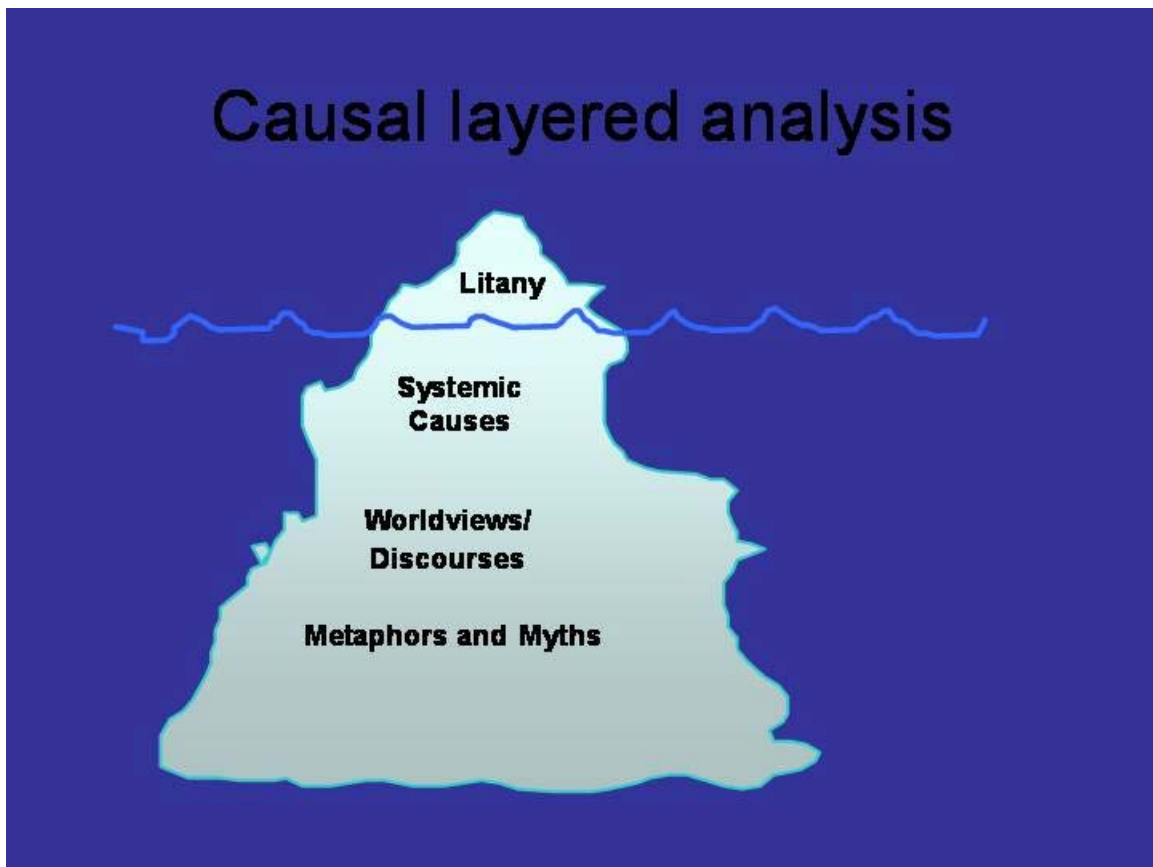 Causal layered analysis
Litany
Systemic
Causes
Worldviews/
Discourses
Metaphors and Myths